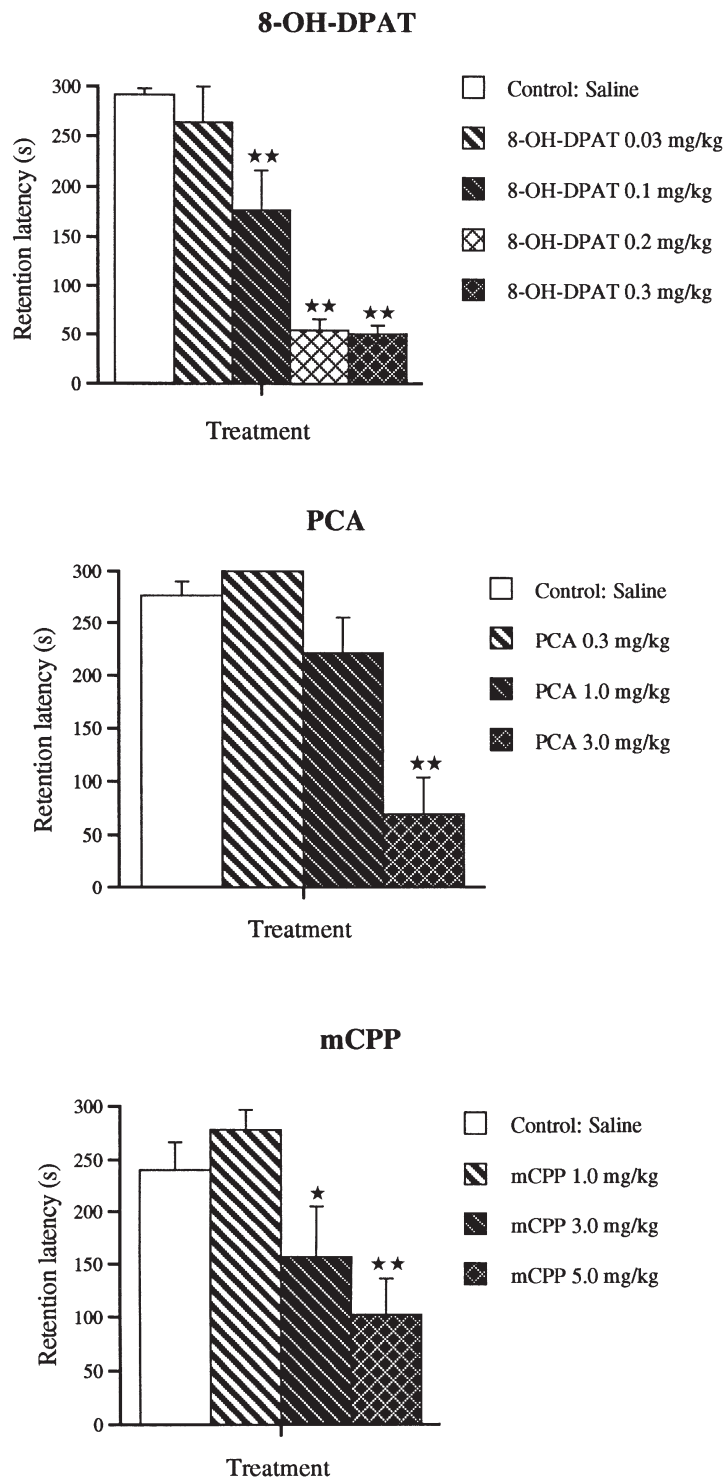 8-OH-DPAT
Retention latency (s)
300
250
200
150
100
50
0
★★
★★
★★
Treatment
Control: Saline
8-OH-DPAT 0.03 mg/kg
8-OH-DPAT 0.1 mg/kg
8-OH-DPAT 0.2 mg/kg
8-OH-DPAT 0.3 mg/kg
PCA
Retention latency (s)
300
250
200
150
100
50
0
★★
Treatment
Control: Saline
PCA 0.3 mg/kg
PCA 1.0 mg/kg
PCA 3.0 mg/kg
mCPP
Retention latency (s)
300
250
200
150
100
50
0
★
★★
Treatment
Control: Saline
mCPP 1.0 mg/kg
mCPP 3.0 mg/kg
mCPP 5.0 mg/kg